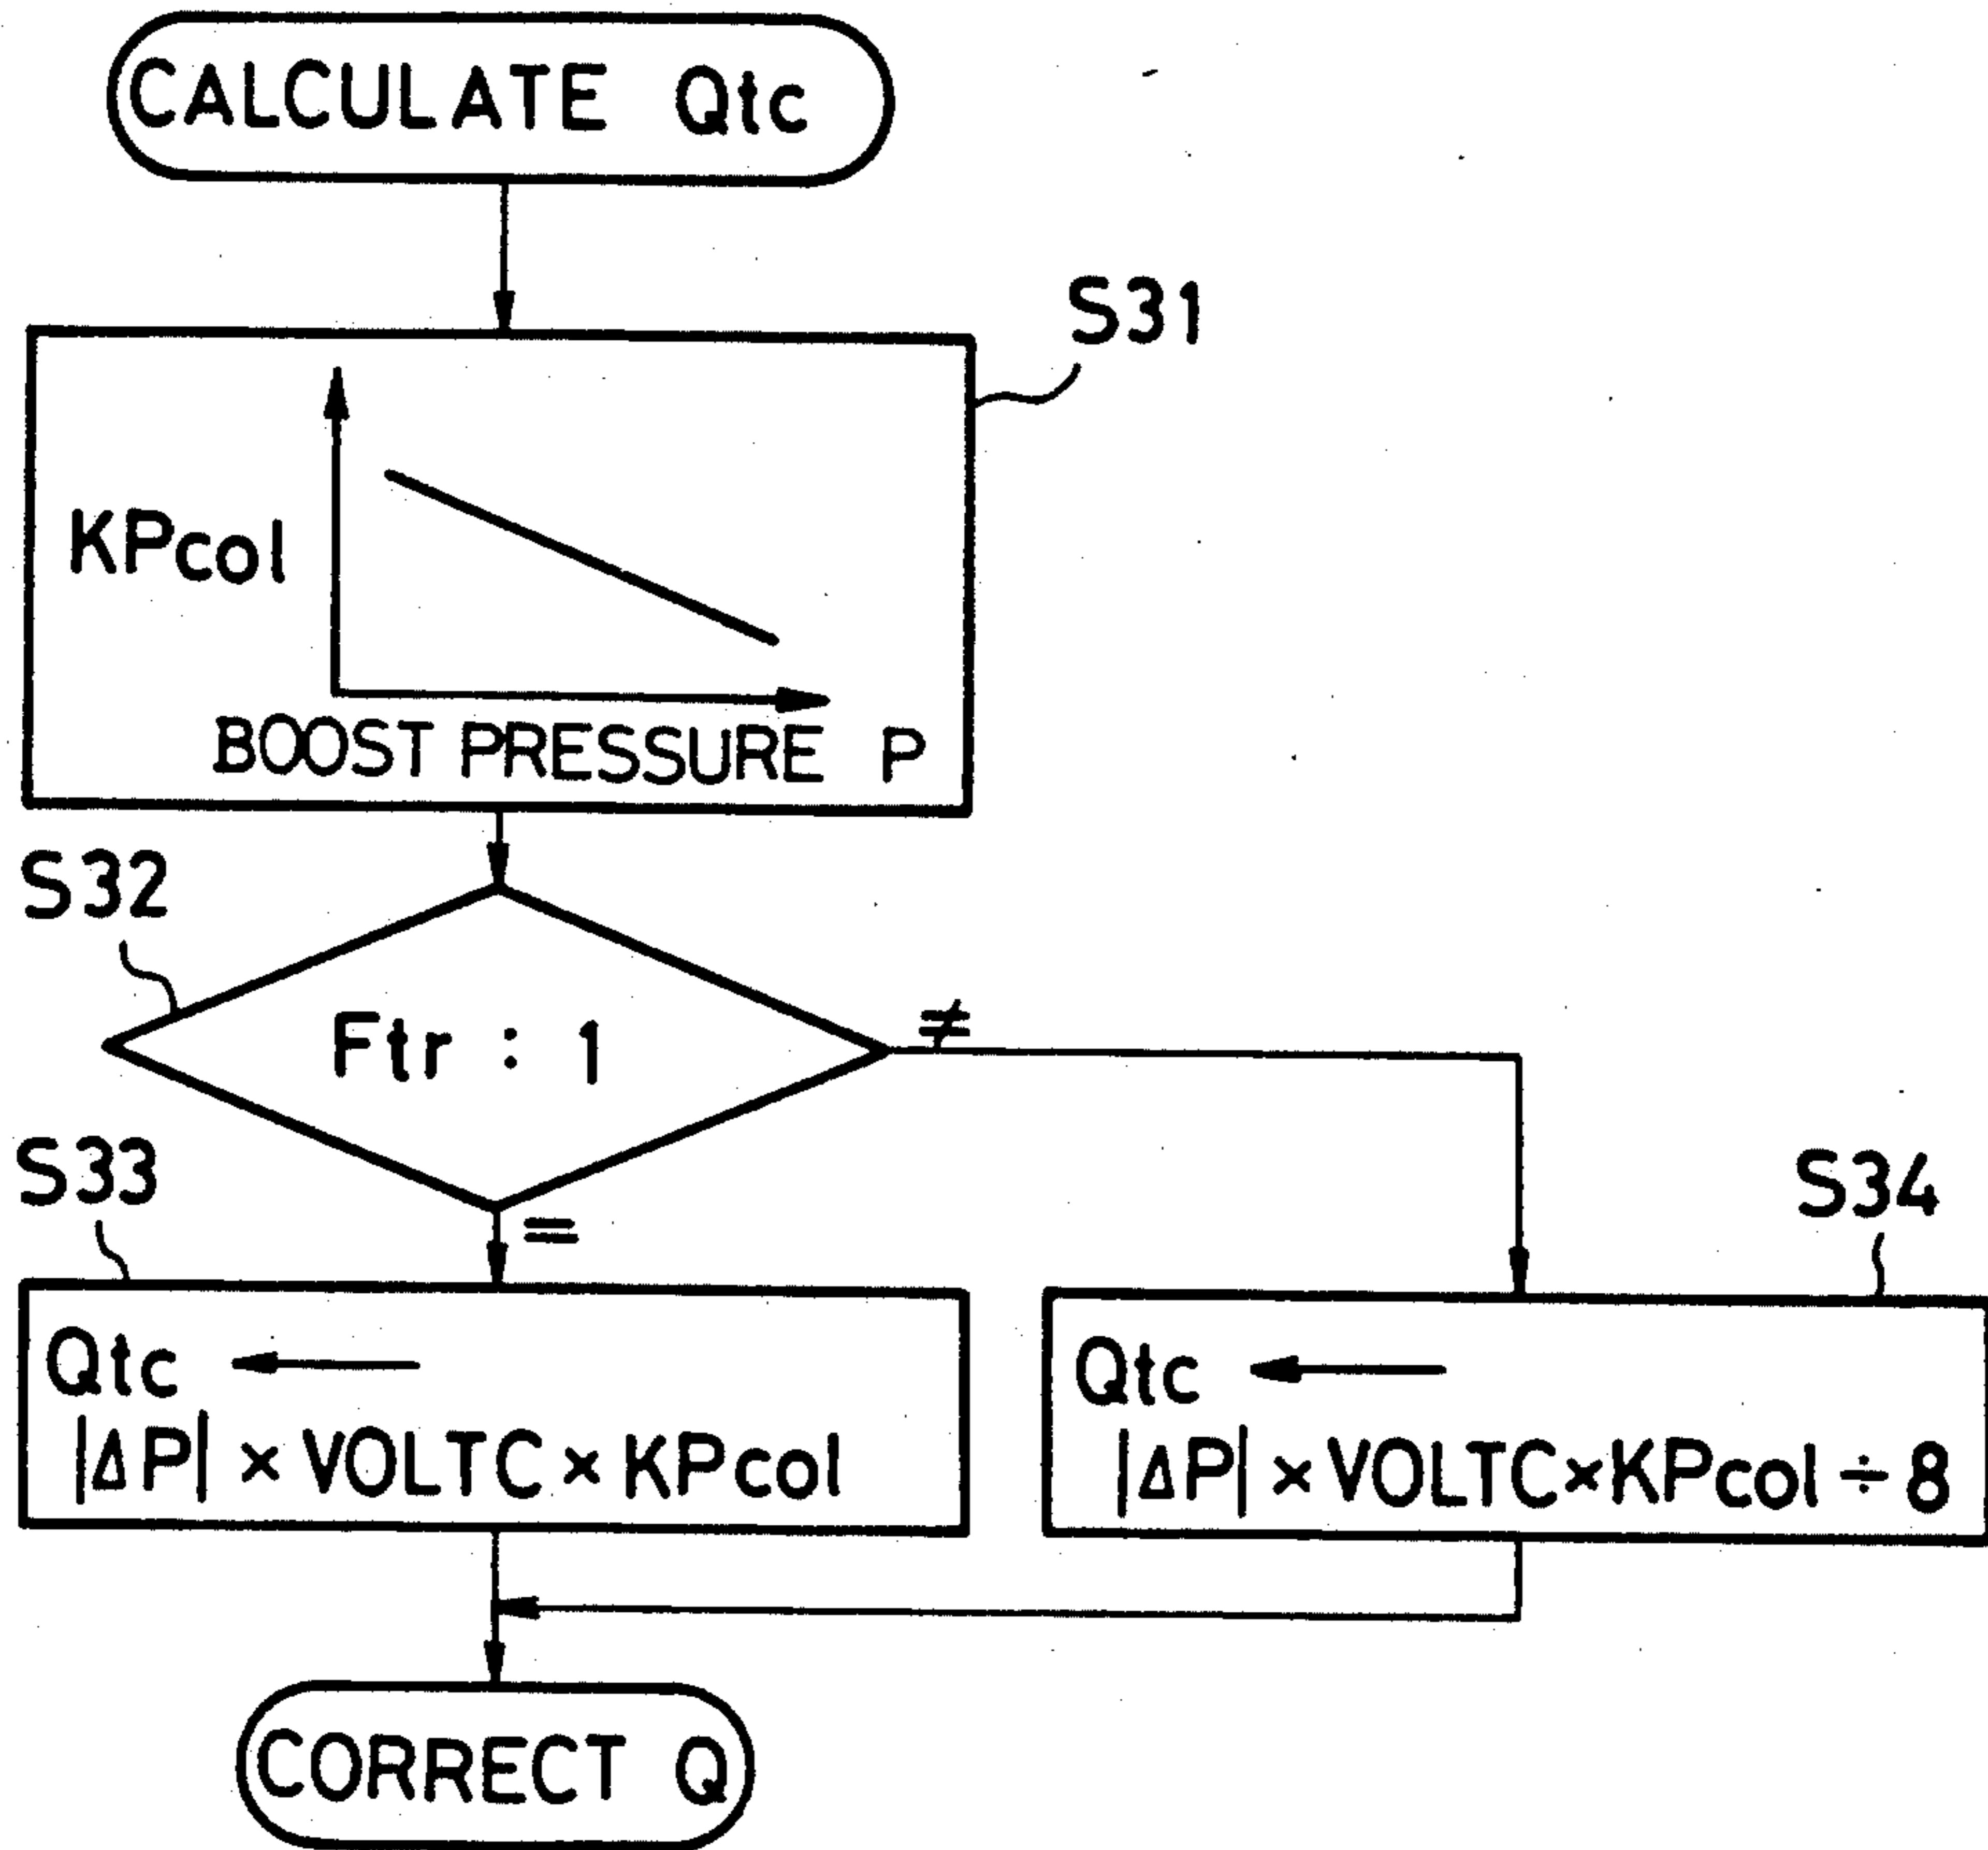 CALCULATE Qtc
S31
KPcol
BOOST PRESSURE P
S32
Ftr : 1
≠
=
S33
Qtc ←
|ΔP| × VOLTC × KPcol
S34
Qtc ←
|ΔP| × VOLTC × KPcol ÷ 8
CORRECT Q